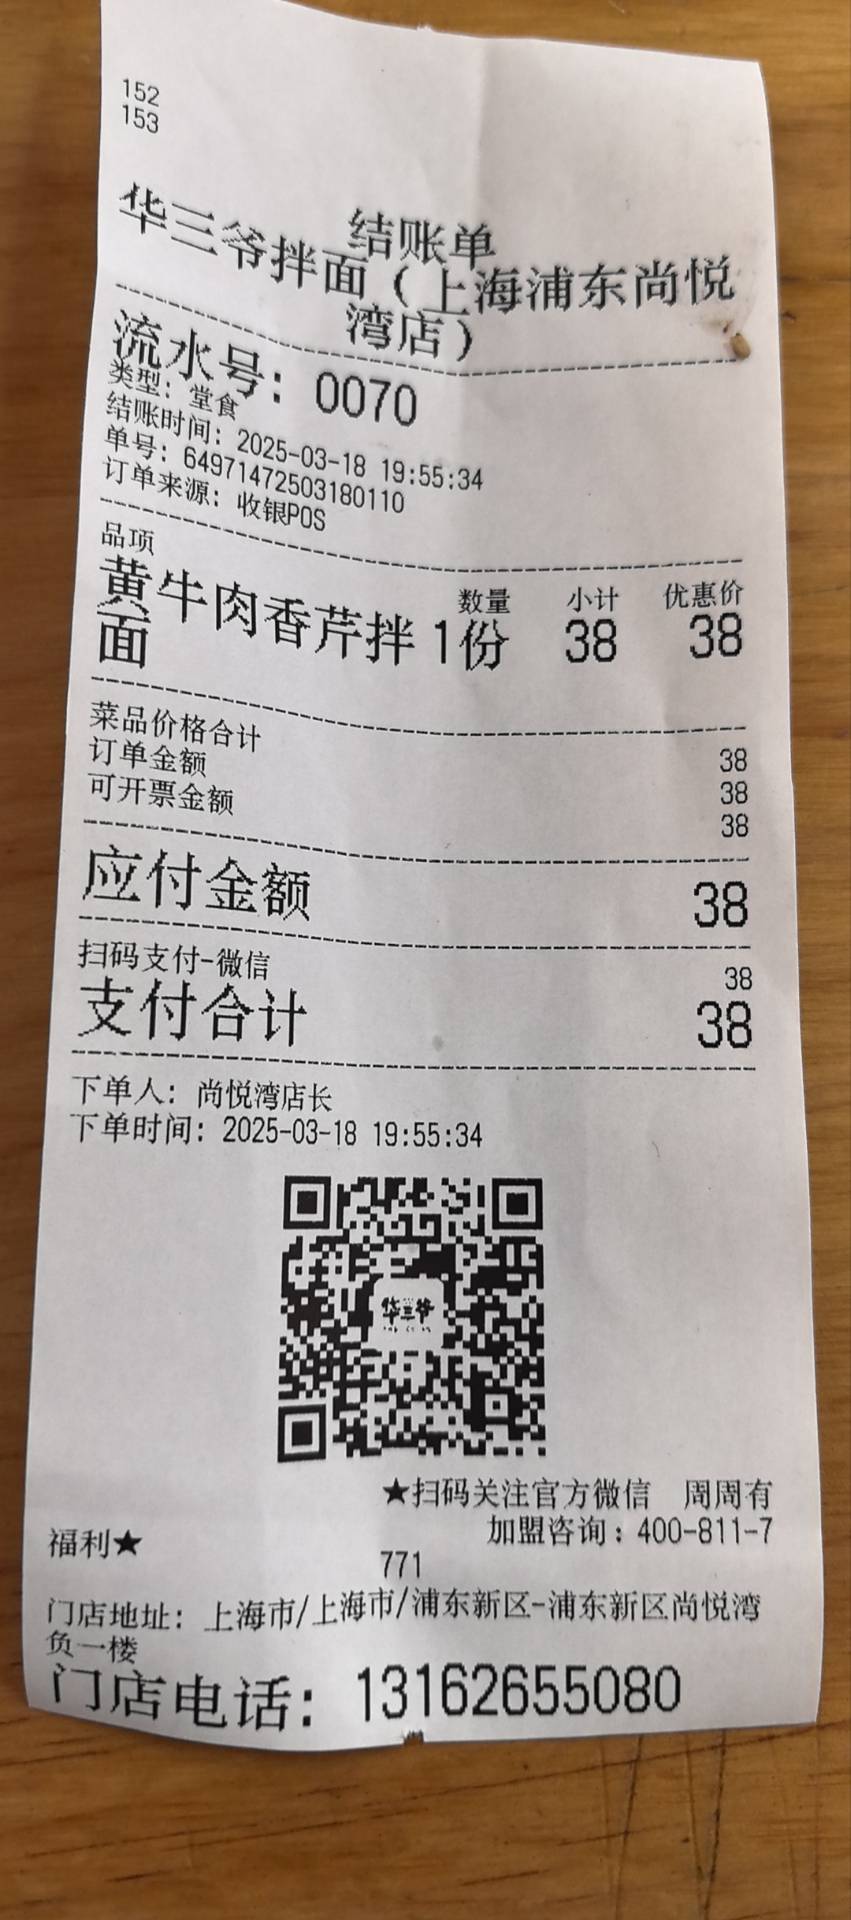 152
153
结账单
华三爷拌面（上海浦东尚悦
湾店）
流水号：0070
类型：堂食
结账时间：2025-03-18 19:55:34
单号：64971472503180110
订单来源：收银POS
品项 数量 小计 优惠价
黄牛肉香芹拌 1份 38 38
面
菜品价格合计 38
订单金额 38
可开票金额 38
应付金额 38
扫码支付-微信 38
支付合计 38
下单人：尚悦湾店长
下单时间：2025-03-18 19:55:34
华三爷
★扫码关注官方微信 周周有
福利★ 加盟咨询：400-811-7
771
门店地址：上海市/上海市/浦东新区-浦东新区尚悦湾
负一楼
门店电话：13162655080